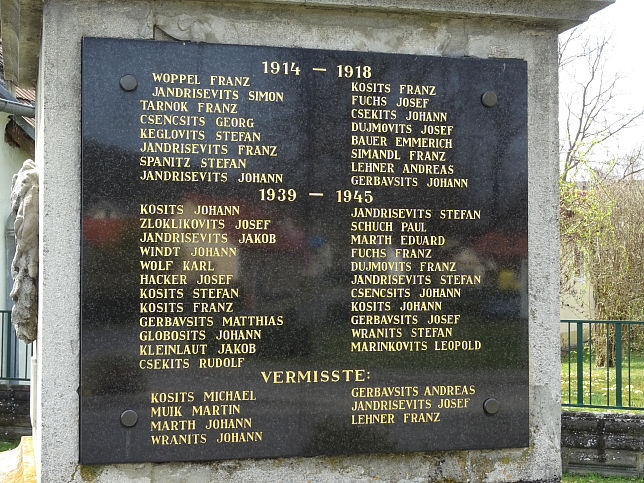 1914 – 1918
WOPPEL FRANZ
JANDRISEVITS SIMON
TARNOK FRANZ
CSENCSITS GEORG
KEGLOVITS STEFAN
JANDRISEVITS FRANZ
SPANITZ STEFAN
JANDRISEVITS JOHANN
KOSITS FRANZ
FUCHS JOSEF
CSEKITS JOHANN
DUJMOVITS JOSEF
BAUER EMMERICH
SIMANDL FRANZ
LEHNER ANDREAS
GERBAVSITS JOHANN
1939 – 1945
KOSITS JOHANN
ZLOKLIKOVITS JOSEF
JANDRISEVITS JAKOB
WINDT JOHANN
WOLF KARL
HACKER JOSEF
KOSITS STEFAN
KOSITS FRANZ
GERBAVSITS MATTHIAS
GLOBOSITS JOHANN
KLEINLAUT JAKOB
CSEKITS RUDOLF
JANDRISEVITS STEFAN
SCHUCH PAUL
MARTH EDUARD
FUCHS FRANZ
DUJMOVITS FRANZ
JANDRISEVITS STEFAN
CSENCSITS JOHANN
KOSITS JOHANN
GERBAVSITS JOSEF
WRANITS STEFAN
MARINKOVITS LEOPOLD
VERMISSTE:
KOSITS MICHAEL
MUIK MARTIN
MARTH JOHANN
WRANITS JOHANN
GERBAVSITS ANDREAS
JANDRISEVITS JOSEF
LEHNER FRANZ